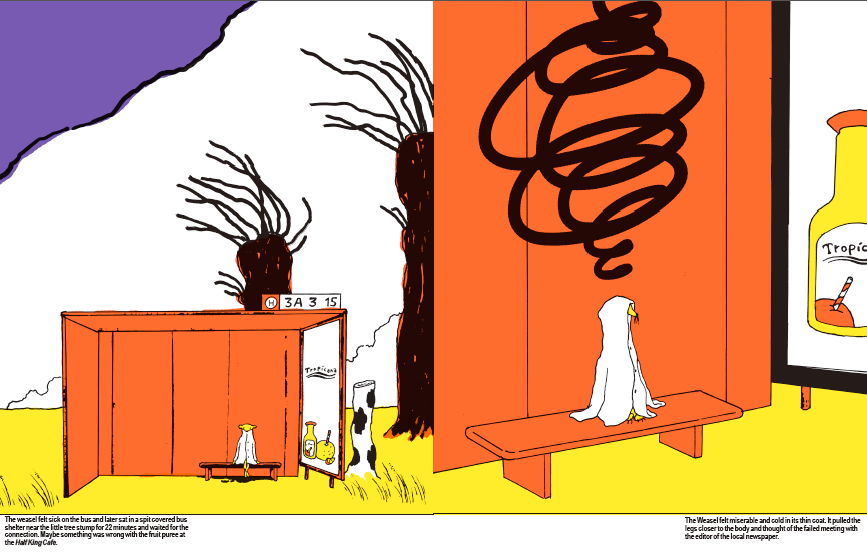 H 3A 3 15
Tropicana
Tropic
The weasel felt sick on the bus and later sat in a spit covered bus
shelter near the little tree stump for 22 minutes and waited for the
connection. Maybe something was wrong with the fruit puree at
the Half King Cafe.
The Weasel felt miserable and cold in its thin coat. It pulled the
legs closer to the body and thought of the failed meeting with
the editor of the local newspaper.